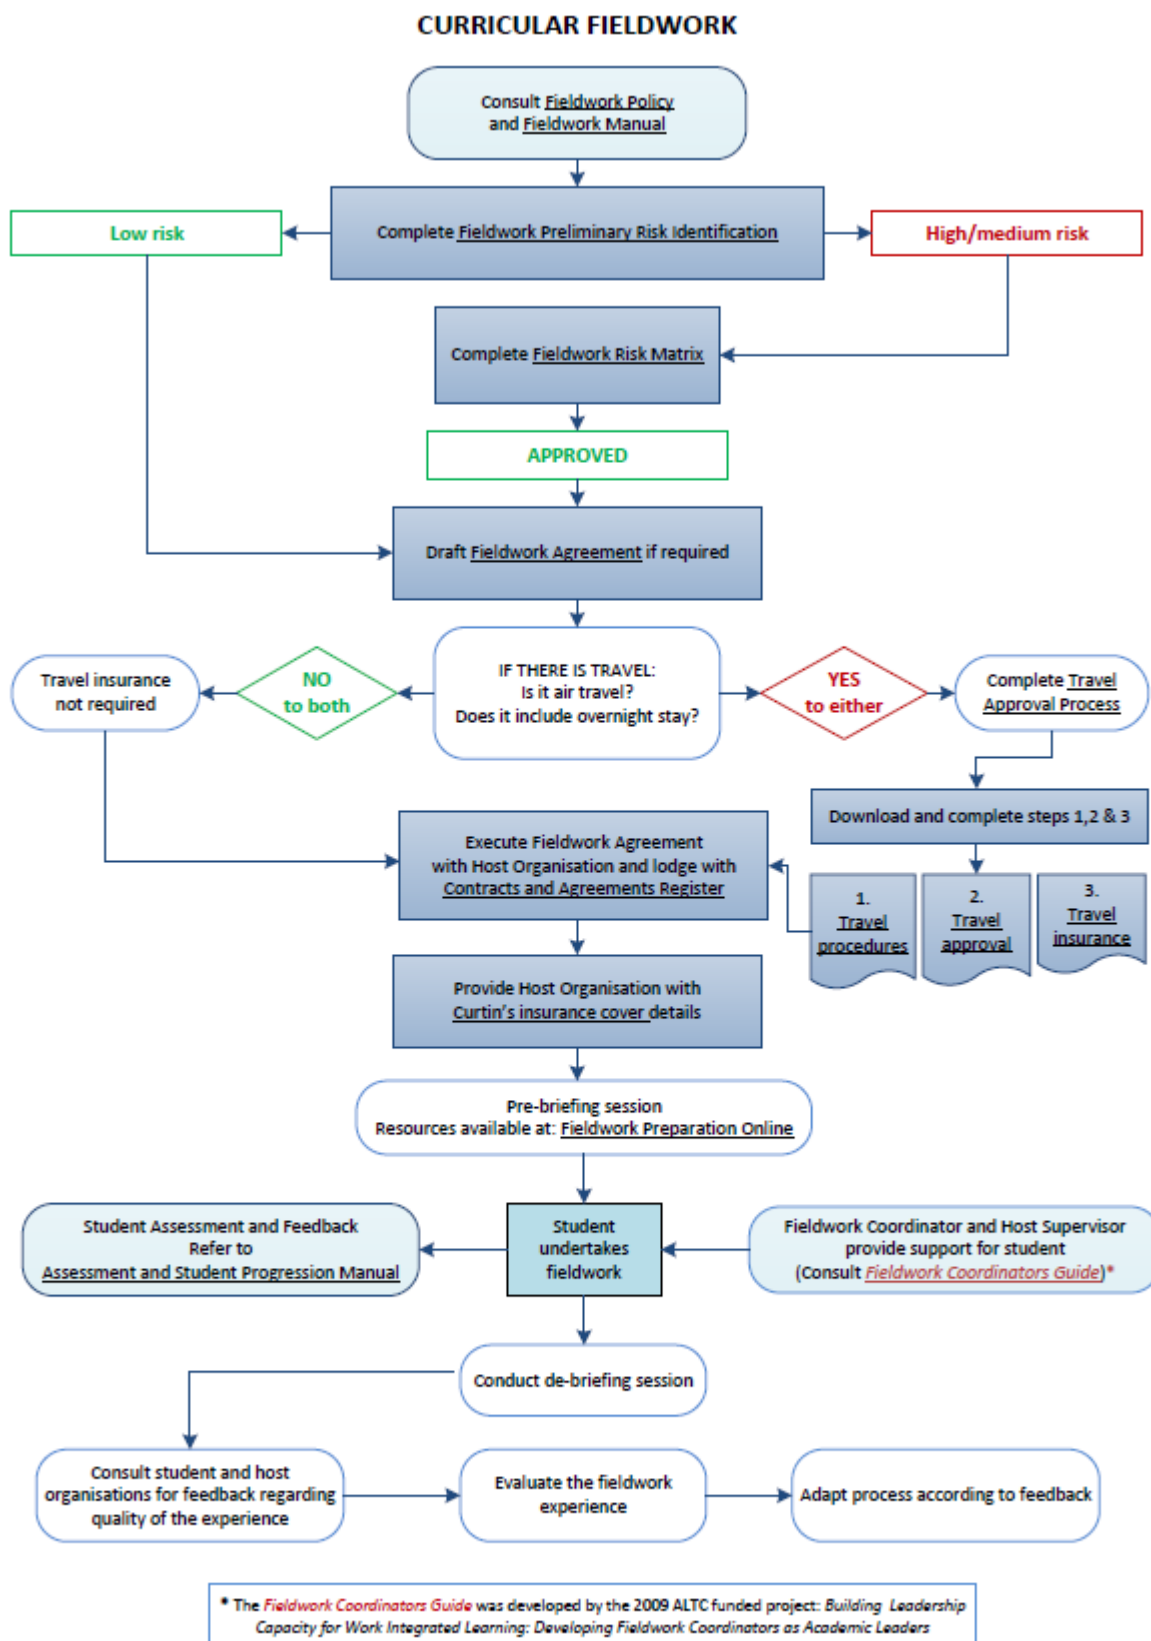 CURRICULAR FIELDWORK
Consult Fieldwork Policy
and Fieldwork Manual
Low risk
Complete Fieldwork Preliminary Risk Identification
High/medium risk
Complete Fieldwork Risk Matrix
APPROVED
Draft Fieldwork Agreement if required
Travel insurance
not required
NO
to both
IF THERE IS TRAVEL:
Is it air travel?
Does it include overnight stay?
YES
to either
Complete Travel
Approval Process
Download and complete steps 1,2 & 3
Execute Fieldwork Agreement
with Host Organisation and lodge with
Contracts and Agreements Register
1.
Travel
procedures
2.
Travel
approval
3.
Travel
insurance
Provide Host Organisation with
Curtin's insurance cover details
Pre-briefing session
Resources available at: Fieldwork Preparation Online
Student Assessment and Feedback
Refer to
Assessment and Student Progression Manual
Student
undertakes
fieldwork
Fieldwork Coordinator and Host Supervisor
provide support for student
(Consult Fieldwork Coordinators Guide)*
Conduct de-briefing session
Consult student and host
organisations for feedback regarding
quality of the experience
Evaluate the fieldwork
experience
Adapt process according to feedback
* The Fieldwork Coordinators Guide was developed by the 2009 ALTC funded project: Building Leadership
Capacity for Work Integrated Learning: Developing Fieldwork Coordinators as Academic Leaders